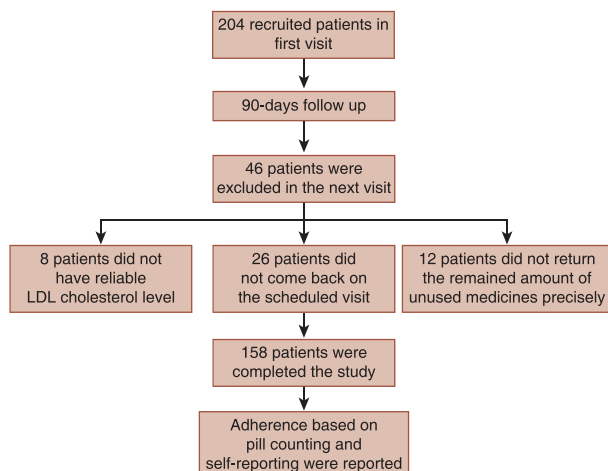 204 recruited patients in
first visit
90-days follow up
46 patients were
excluded in the next visit
8 patients did not
have reliable
LDL cholesterol level
26 patients did
not come back on
the scheduled visit
12 patients did not return
the remained amount of
unused medicines precisely
158 patients were
completed the study
Adherence based on
pill counting and
self-reporting were reported